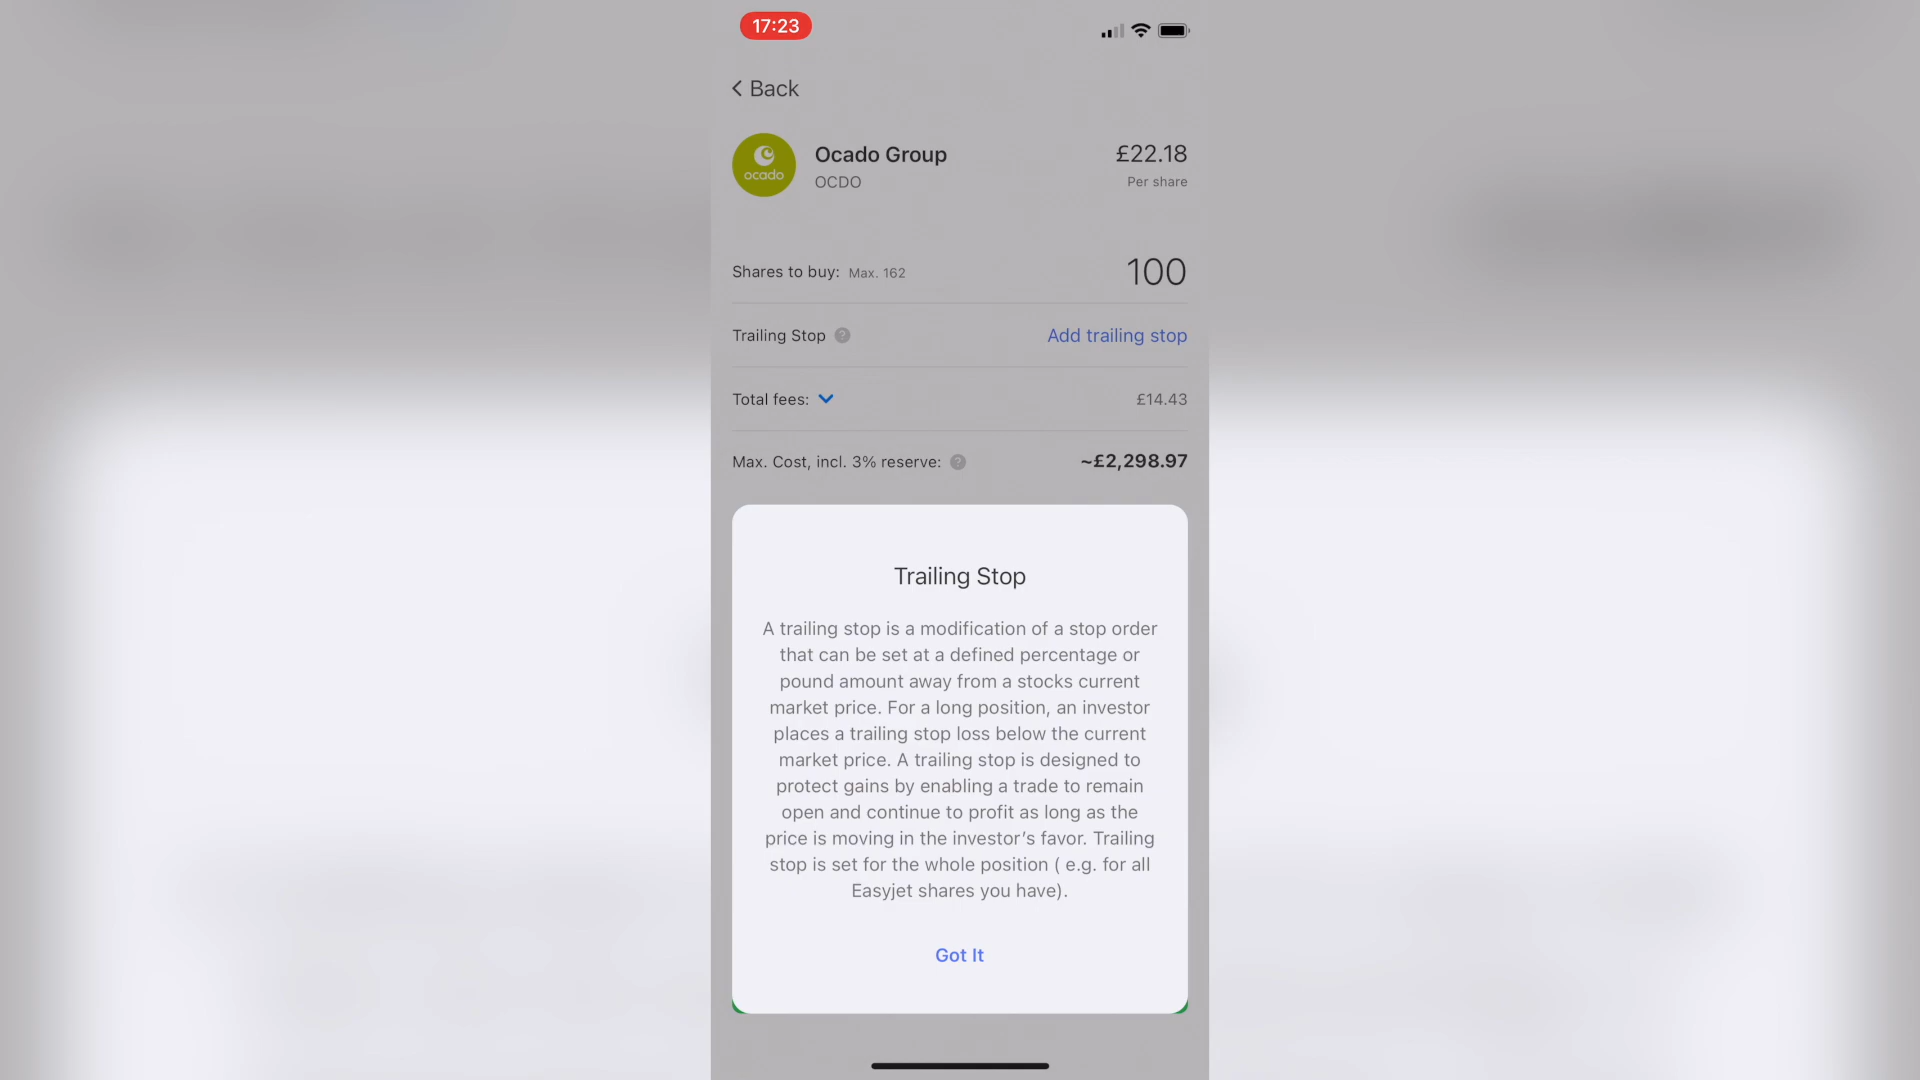 17:23
Back
Ocado Group
£22.18
ocado
OCDO
Per share
Shares to buy: Max. 162
100
Trailing Stop ?
Add trailing stop
Total fees:
£14.43
Max. Cost, incl. 3% reserve: ?
~£2,298.97
Trailing Stop
A trailing stop is a modification of a stop order
that can be set at a defined percentage or
pound amount away from a stocks current
market price. For a long position, an investor
places a trailing stop loss below the current
market price. A trailing stop is designed to
protect gains by enabling a trade to remain
open and continue to profit as long as the
price is moving in the investor’s favor. Trailing
stop is set for the whole position ( e.g. for all
Easyjet shares you have).
Got It